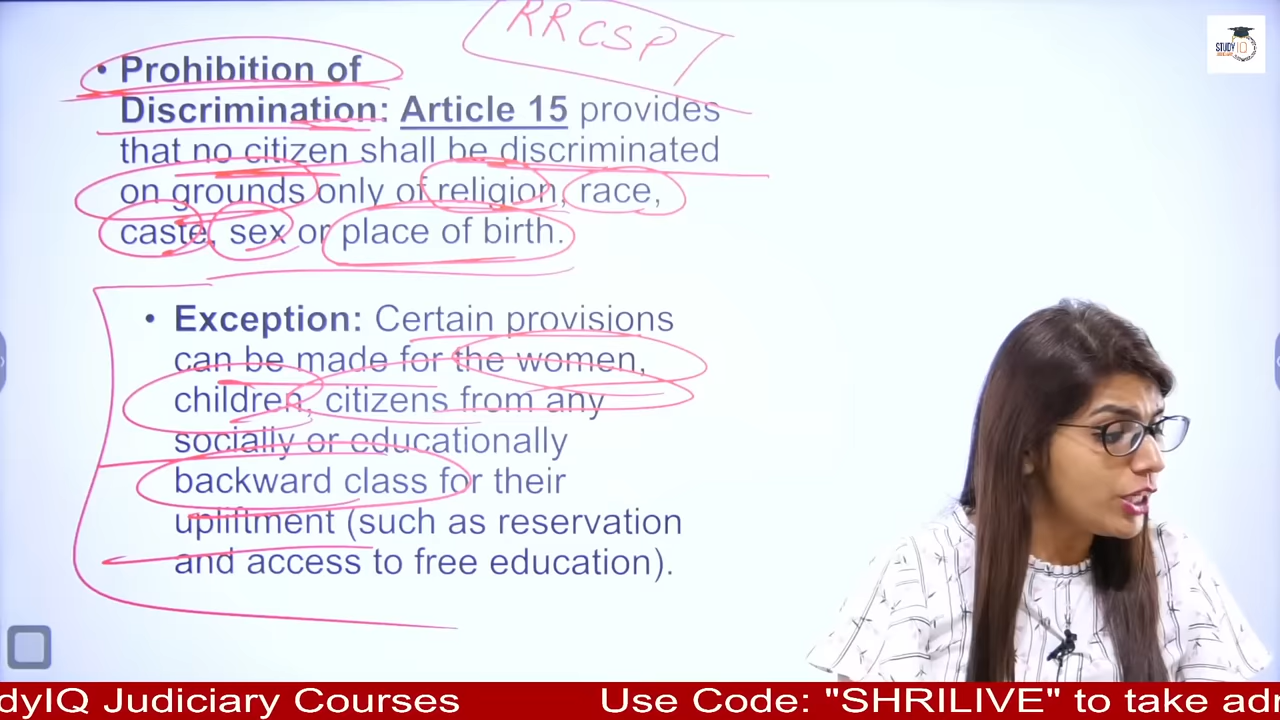 RRCSP
STUDY IQ
• Prohibition of
Discrimination: Article 15 provides
that no citizen shall be discriminated
on grounds only of religion, race,
caste, sex or place of birth.
• Exception: Certain provisions
can be made for the women,
children, citizens from any
socially or educationally
backward class for their
upliftment (such as reservation
and access to free education).
dyIQ Judiciary Courses
Use Code: "SHRILIVE" to take adr